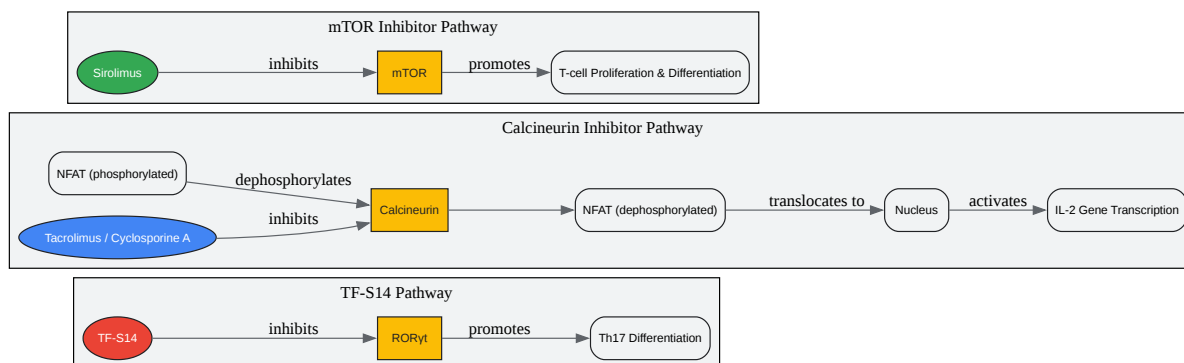 mTOR Inhibitor Pathway
Sirolimus
inhibits
mTOR
promotes
T-cell Proliferation & Differentiation
Calcineurin Inhibitor Pathway
NFAT (phosphorylated)
dephosphorylates
Tacrolimus / Cyclosporine A
inhibits
Calcineurin
NFAT (dephosphorylated)
translocates to
Nucleus
activates
IL-2 Gene Transcription
TF-S14 Pathway
TF-S14
inhibits
RORγt
promotes
Th17 Differentiation